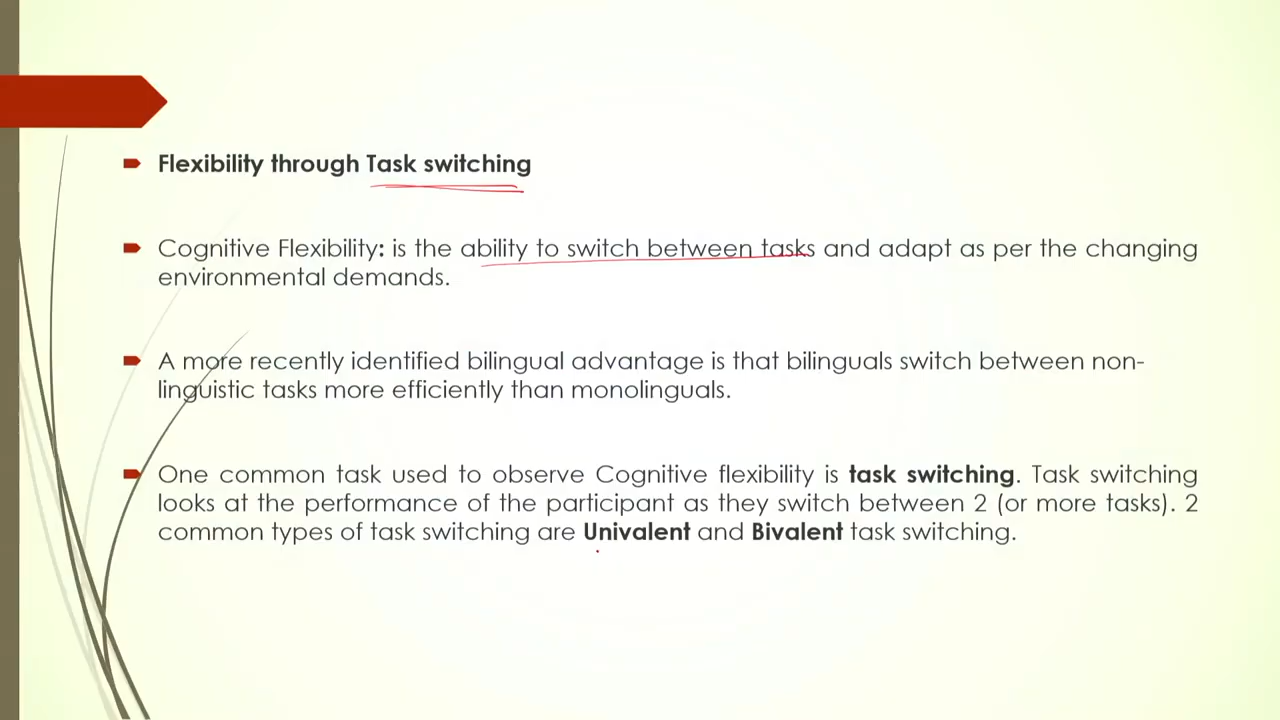 Flexibility through Task switching
Cognitive Flexibility: is the ability to switch between tasks and adapt as per the changing
environmental demands.
A more recently identified bilingual advantage is that bilinguals switch between non-
linguistic tasks more efficiently than monolinguals.
One common task used to observe Cognitive flexibility is task switching. Task switching
looks at the performance of the participant as they switch between 2 (or more tasks). 2
common types of task switching are Univalent and Bivalent task switching.